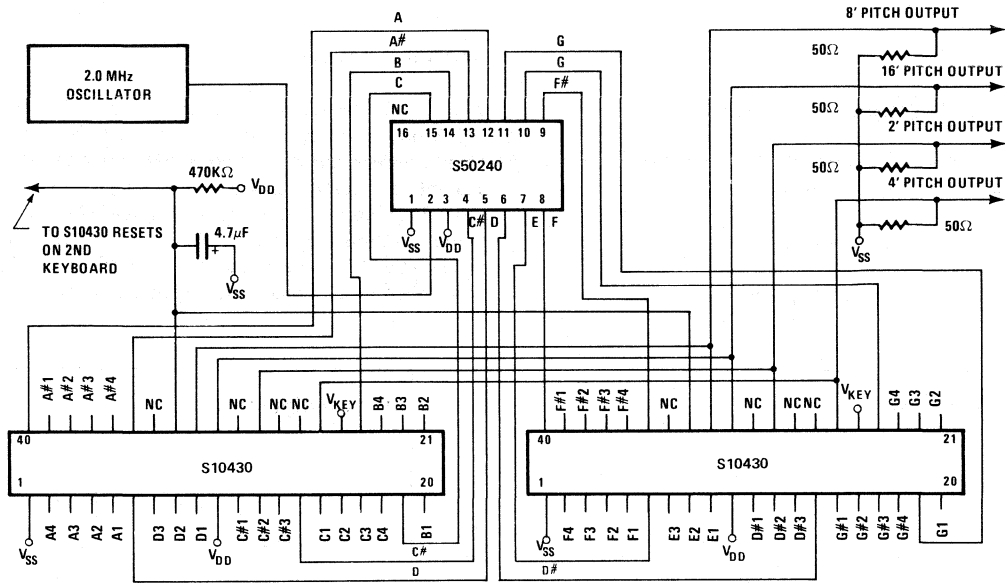 A
A#
B
C
NC
G
G
F#
8' PITCH OUTPUT
50Ω
16' PITCH OUTPUT
50Ω
2' PITCH OUTPUT
50Ω
4' PITCH OUTPUT
50Ω
VSS
2.0 MHz
OSCILLATOR
16 15 14 13 12 11 10 9
S50240
1 2 3 4 5 6 7 8
VSS VDD C# D E F
470KΩ
VDD
TO S10430 RESETS
ON 2ND
KEYBOARD
4.7μF
+
VSS
A#1 A#2 A#3 A#4 NC NC NC NC VKEY B4 B3 B2
40 21
S10430
1 20
VSS A4 A3 A2 A1 D3 D2 D1 VDD C#1 C#2 C#3 C1 C2 C3 C4 B1
C#
D
F#1 F#2 F#3 F#4 NC NC NC NC VKEY G4 G3 G2
40 21
S10430
1 20
VSS F4 F3 F2 F1 E3 E2 E1 VDD D#1 D#2 D#3 G#1 G#2 G#3 G#4 G1
D#